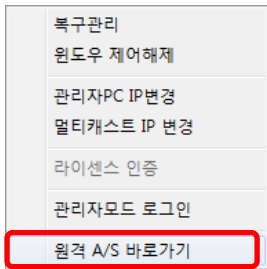 복구관리
윈도우 제어해제
관리자PC IP변경
멀티캐스트 IP 변경
라이센스 인증
관리자모드 로그인
원격 A/S 바로가기